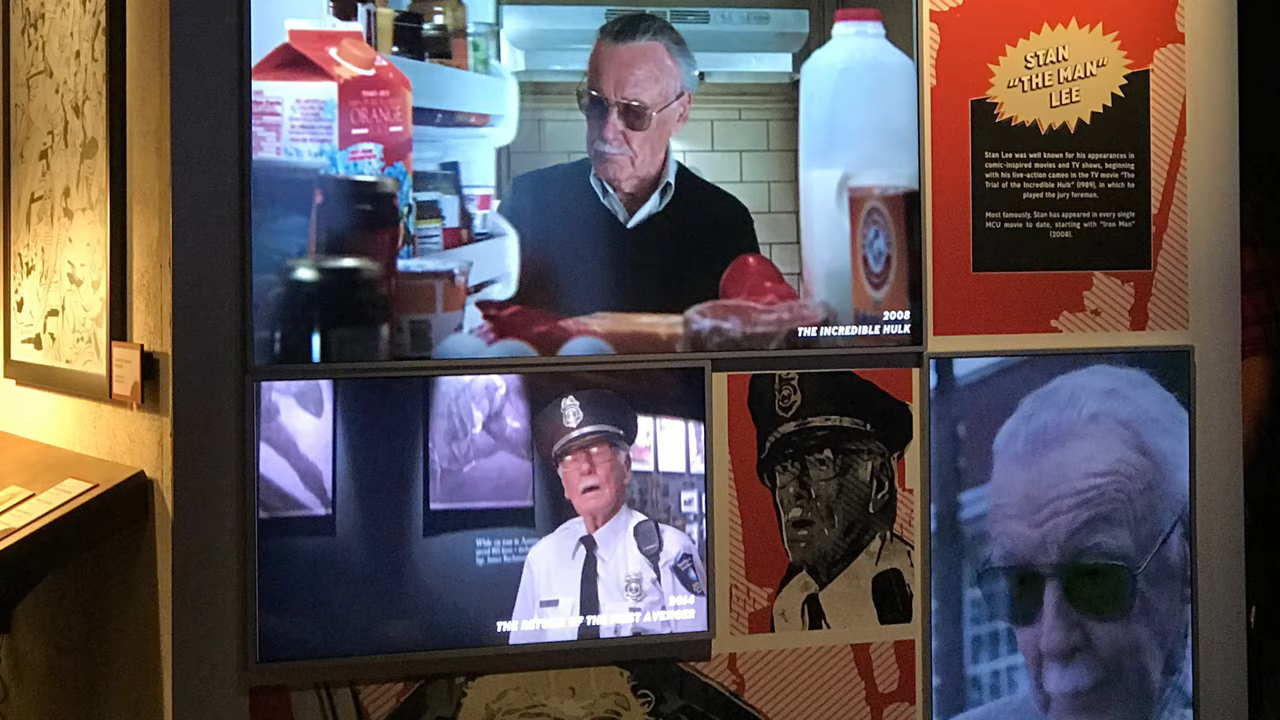 ORANGE
2008
THE INCREDIBLE HULK
STAN
"THE MAN"
LEE
Stan Lee was well known for his appearances in
comic-inspired movies and TV shows, beginning
with his live-action cameo in the TV movie "The
Trial of the Incredible Hulk" (1989), in which he
played the jury foreman.
Most famously, Stan has appeared in every single
MCU movie to date, starting with "Iron Man"
(2008).
2014
THE RETURN OF THE FIRST AVENGER